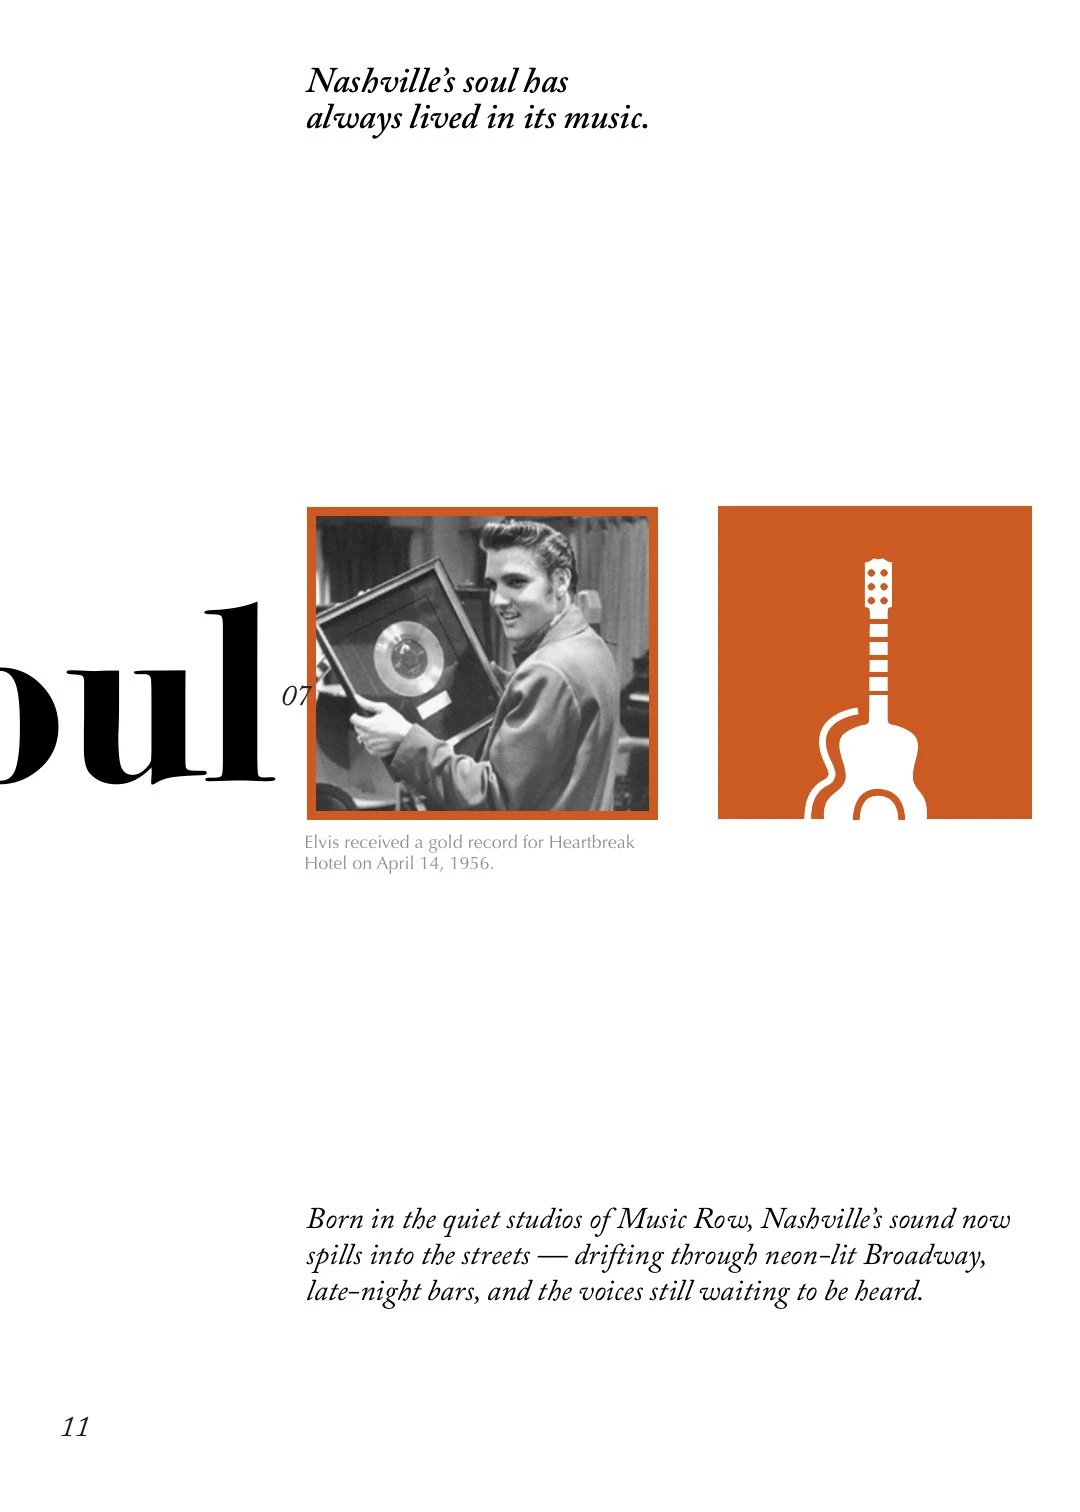 Nashville’s soul has
always lived in its music.
oul
07
Elvis received a gold record for Heartbreak
Hotel on April 14, 1956.
Born in the quiet studios of Music Row, Nashville’s sound now
spills into the streets — drifting through neon-lit Broadway,
late-night bars, and the voices still waiting to be heard.
11